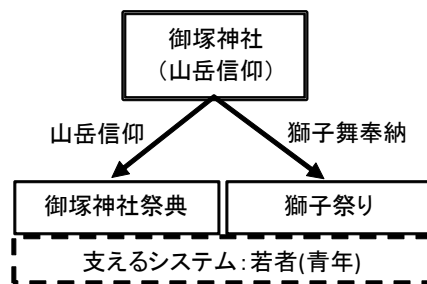 御塚神社
（山岳信仰）
山岳信仰
獅子舞奉納
御塚神社祭典
獅子祭り
支えるシステム：若者(青年)